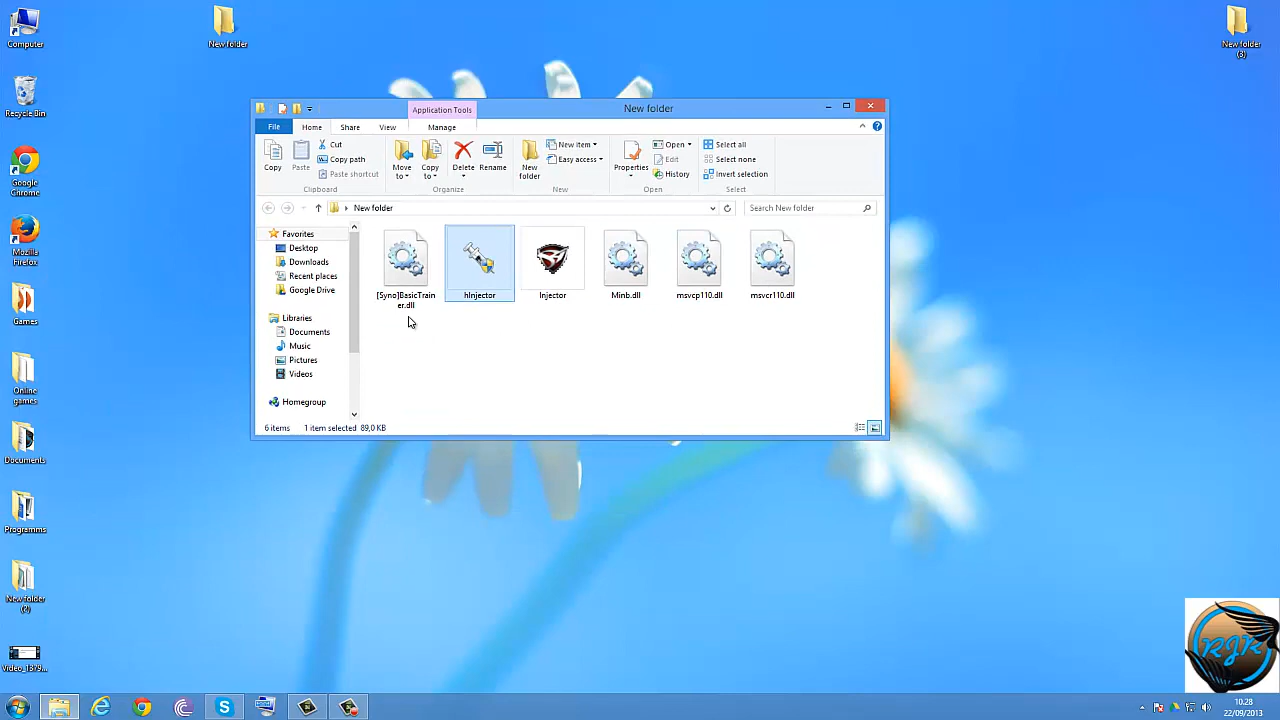 Computer
Recycle Bin
Google
Chrome
Mozilla
Firefox
Games
Online
games
Documents
Programms
New folder
(2)
Video_1379...
New folder
New folder
(3)
Application Tools
New folder
File
Home
Share
View
Manage
Copy
Paste
Cut
Copy path
Paste shortcut
Clipboard
Move
to
Copy
to
Delete
Rename
Organize
New
folder
New item
Easy access
New
Properties
Open
Edit
History
Open
Select all
Select none
Invert selection
Select
New folder
Search New folder
Favorites
Desktop
Downloads
Recent places
Google Drive
Libraries
Documents
Music
Pictures
Videos
Homegroup
[Syno]BasicTrain
er.dll
hInjector
Injector
Minb.dll
msvcp110.dll
msvcr110.dll
6 items
1 item selected 89,0 KB
RJR
10.28
22/09/2013